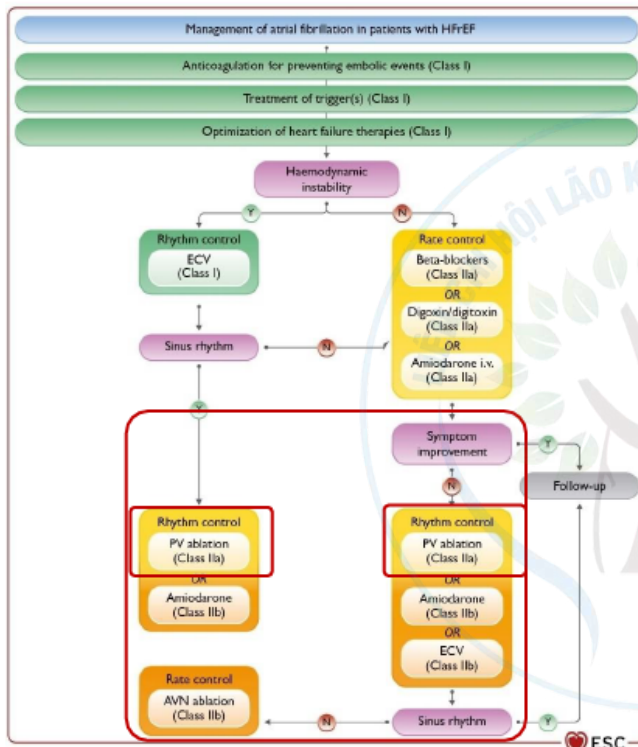 Management of atrial fibrillation in patients with HFrEF
Anticoagulation for preventing embolic events (Class I)
Treatment of trigger(s) (Class I)
Optimization of heart failure therapies (Class I)
Haemodynamic
instability
Y
N
Rhythm control
ECV
(Class I)
Rate control
Beta-blockers
(Class IIa)
OR
Digoxin/digitoxin
(Class IIa)
OR
Amiodarone i.v.
(Class IIa)
Sinus rhythm
N
Y
Symptom
improvement
Y
N
Follow-up
Rhythm control
PV ablation
(Class IIa)
OR
Amiodarone
(Class IIb)
Rhythm control
PV ablation
(Class IIa)
OR
Amiodarone
(Class IIb)
OR
ECV
(Class IIb)
Rate control
AVN ablation
(Class IIb)
N
Sinus rhythm
Y
ESC